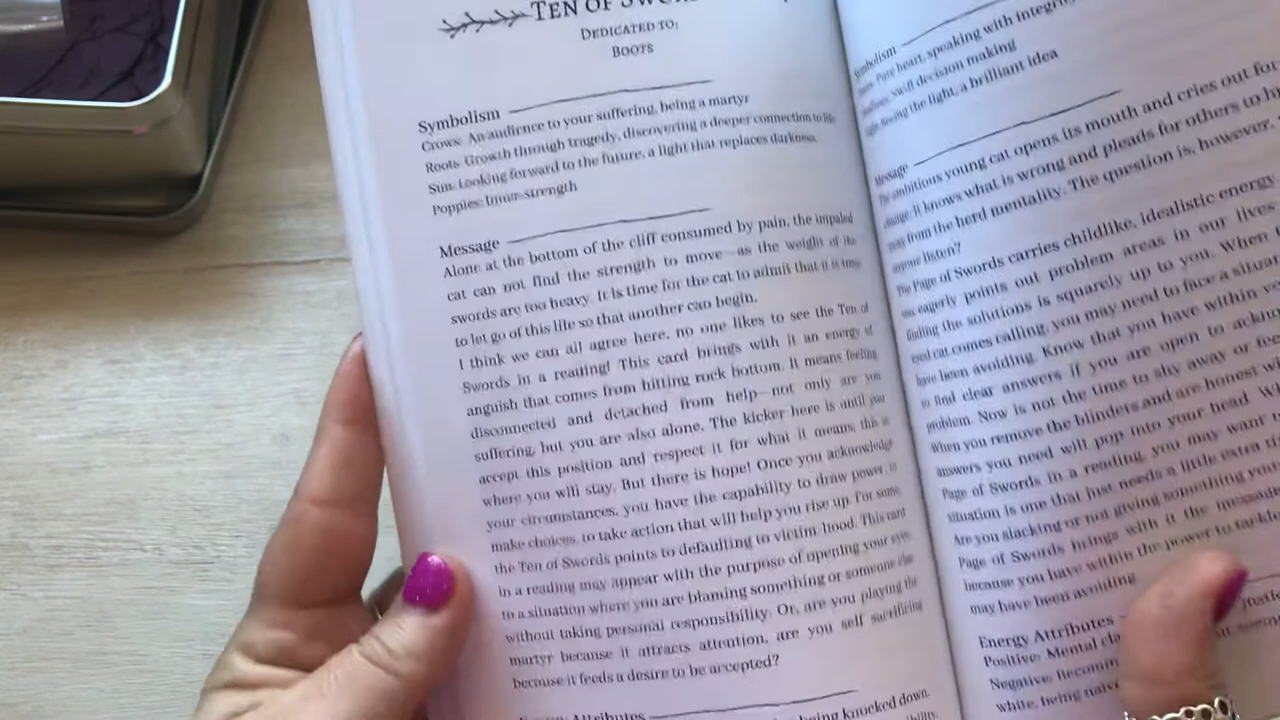 TEN OF
DEDICATED TO:
BOOTS
Symbolism
Crows: An audience to your suffering, being a martyr
Roots: Growth through tragedy, discovering a deeper connection to life
Sun: Looking forward to the future, a light that replaces darkness.
Poppies: Inner strength
Message
Alone at the bottom of the cliff consumed by pain, the impaled
cat can not find the strength to move—as the weight of the
swords are too heavy. It is time for the cat to admit that it is time
to let go of this life so that another can begin.
I think we can all agree here, no one likes to see the Ten of
Swords in a reading! This card brings with it an energy of
anguish that comes from hitting rock bottom. It means feeling
disconnected and detached from help—not only are you
suffering, but you are also alone. The kicker here is until you
accept this position and respect it for what it means, this is
where you will stay. But there is hope! Once you acknowledge
your circumstances, you have the capability to draw power, to
make choices, to take action that will help you rise up. For some,
the Ten of Swords points to defaulting to victim hood. This card
in a reading may appear with the purpose of opening your eyes
to a situation where you are blaming something or someone else
without taking personal responsibility. Or, are you playing the
martyr because it attracts attention, are you self sacrificing
because it feeds a desire to be accepted?
Attributes
being knocked down.
Symbolism
Pure heart, speaking with integrity
Swift decision making
Seeing the light, a brilliant idea
Message
The ambitious young cat opens its mouth and cries out for
change. It knows what is wrong and pleads for others to
away from the herd mentality. The question is, however,
anyone listen?
The Page of Swords carries childlike, idealistic energy
eagerly points out problem areas in our lives
finding the solutions is squarely up to you. When
eyed cat comes calling, you may need to face a
have been avoiding. Know that you have within
to find clear answers if you are open to
problem. Now is not the time to shy away or
When you remove the blinders and are honest
answers you need will pop into your head.
Page of Swords in a reading, you may want
situation is one that just needs a little extra
Are you slacking or not giving something
Page of Swords brings with it the message
because you have within the power to tackle
may have been avoiding
Energy Attributes
Positive: Mental
Negative:
white, being